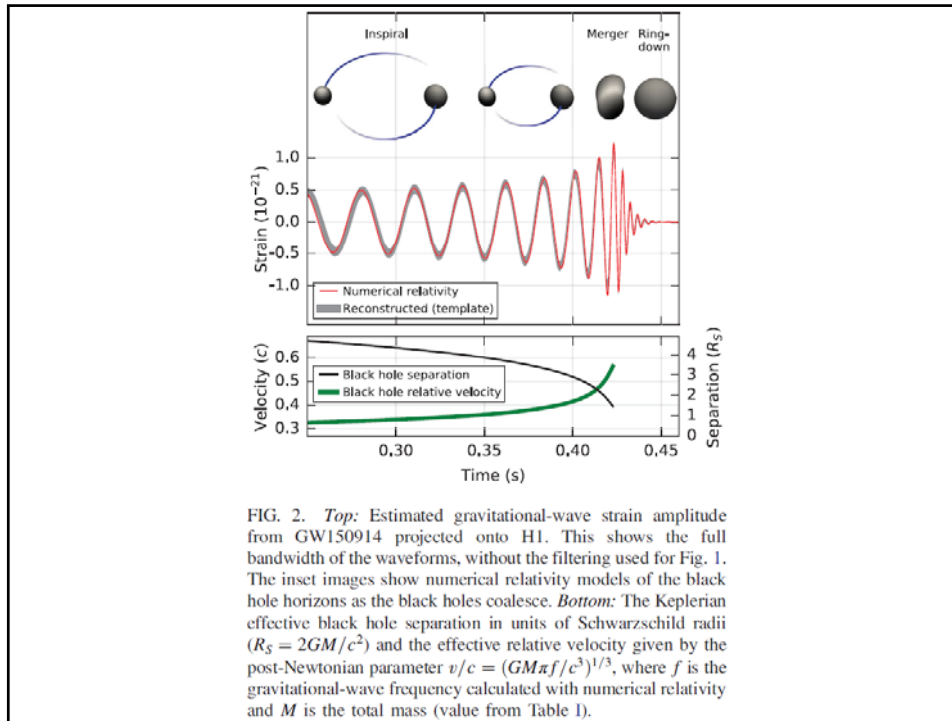 Inspiral
Merger Ring-
down
Strain (10⁻²¹)
1.0
0.5
0.0
-0.5
-1.0
Numerical relativity
Reconstructed (template)
Velocity (c)
0.6
0.5
0.4
0.3
Black hole separation
Black hole relative velocity
4
3
2
1
0
Separation (R_S)
0.30 0.35 0.40 0.45
Time (s)
FIG. 2. Top: Estimated gravitational-wave strain amplitude
from GW150914 projected onto H1. This shows the full
bandwidth of the waveforms, without the filtering used for Fig. 1.
The inset images show numerical relativity models of the black
hole horizons as the black holes coalesce. Bottom: The Keplerian
effective black hole separation in units of Schwarzschild radii
(R_S = 2GM/c²) and the effective relative velocity given by the
post-Newtonian parameter v/c = (GMπf/c³)^{1/3}, where f is the
gravitational-wave frequency calculated with numerical relativity
and M is the total mass (value from Table I).